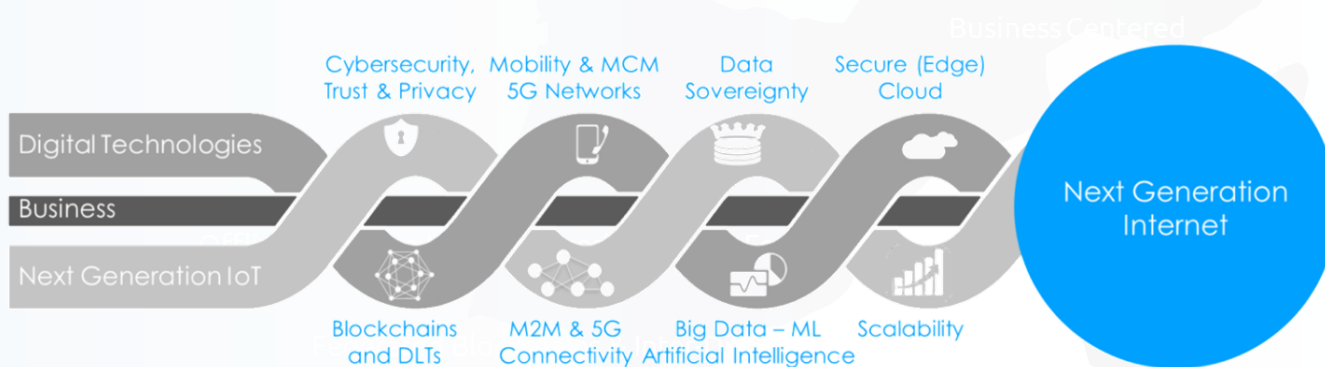 Business Centered
Cybersecurity,
Trust & Privacy
Mobility & MCM
5G Networks
Data
Sovereignty
Secure (Edge)
Cloud
Digital Technologies
Business
Next Generation IoT
Next Generation
Internet
Blockchains
and DLTs
M2M & 5G
Connectivity
Big Data – ML
Artificial Intelligence
Scalability